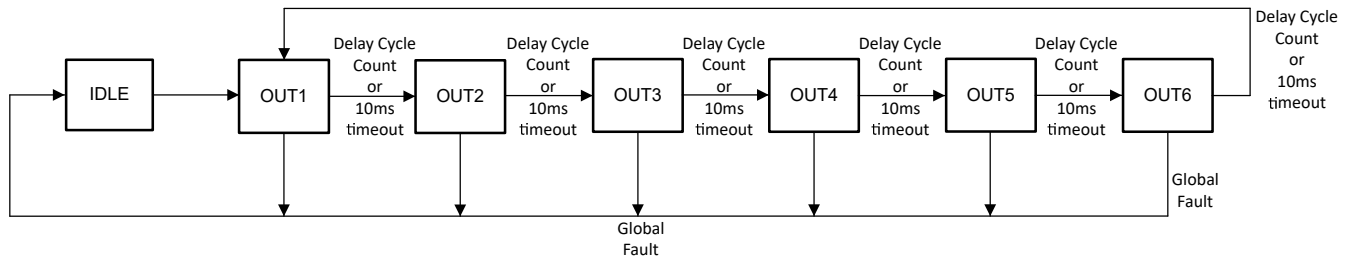 IDLE
OUT1
Delay Cycle
Count
or
10ms
timeout
OUT2
Delay Cycle
Count
or
10ms
timeout
OUT3
Delay Cycle
Count
or
10ms
timeout
OUT4
Delay Cycle
Count
or
10ms
timeout
OUT5
Delay Cycle
Count
or
10ms
timeout
OUT6
Delay Cycle
Count
or
10ms
timeout
Global
Fault
Global
Fault